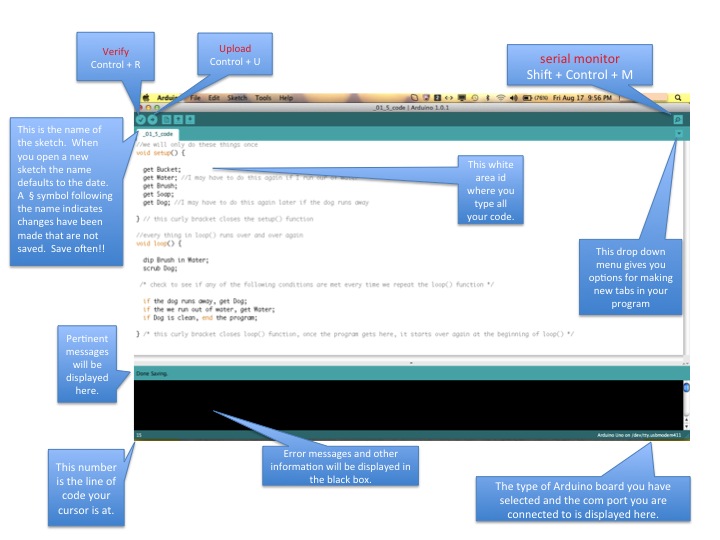 Verify
Control + R
Upload
Control + U
serial monitor
Shift + Control + M
Arduino File Edit Sketch Tools Help
(76%) Fri Aug 17 9:56 PM
_01_5_code | Arduino 1.0.1
_01_5_code
This is the name of
the sketch. When
you open a new
sketch the name
defaults to the date.
A § symbol following
the name indicates
changes have been
made that are not
saved. Save often!!
//we will only do these things once
void setup() {
get Bucket;
get Water; //I may have to do this again if I run out of
get Brush;
get Soap;
get Dog; //I may have to do this again later if the dog runs away
} // this curly bracket closes the setup() function
//every thing in loop() runs over and over again
void loop() {
dip Brush in Water;
scrub Dog;
/* check to see if any of the following conditions are met every time we repeat the loop() function */
if the dog runs away, get Dog;
if the we run out of water, get Water;
if Dog is clean, end the program;
} /* this curly bracket closes loop() function, once the program gets here, it starts over again at the beginning of loop() */
This white
area id
where you
type all
your code.
This drop down
menu gives you
options for making
new tabs in your
program
Pertinent
messages
will be
displayed
here.
Done Saving.
15
Arduino Uno on /dev/tty.usbmodem411
This number
is the line of
code your
cursor is at.
Error messages and other
information will be displayed in
the black box.
The type of Arduino board you have
selected and the com port you are
connected to is displayed here.